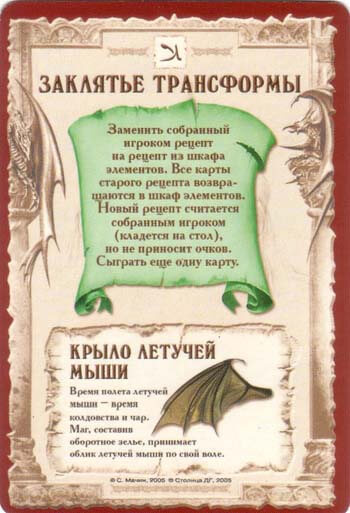 ЗАКЛЯТЬЕ ТРАНСФОРМЫ
Заменить собранный
игроком рецепт
на рецепт из шкафа
элементов. Все карты
старого рецепта возвра-
щаются в шкаф элементов.
Новый рецепт считается
собранным игроком
(кладется на стол),
но не приносит очков.
Сыграть еще одну карту.
КРЫЛО ЛЕТУЧЕЙ
МЫШИ
Время полета летучей
мыши – время
колдовства и чар.
Маг, составив
оборотное зелье, принимает
облик летучей мыши по свой воле.
© С. Мачин, 2005 © Столица ДГ, 2005